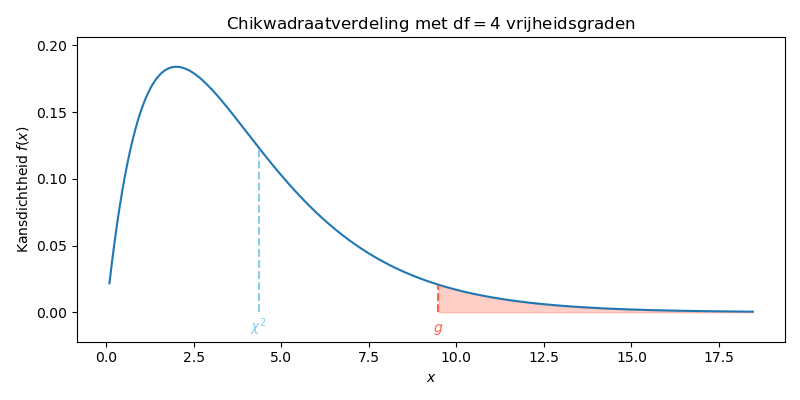 Chikwadraatverdeling met df = 4 vrijheidsgraden
Kansdichtheid f(x)
0.20
0.15
0.10
0.05
0.00
χ²
g
0.0 2.5 5.0 7.5 10.0 12.5 15.0 17.5
x